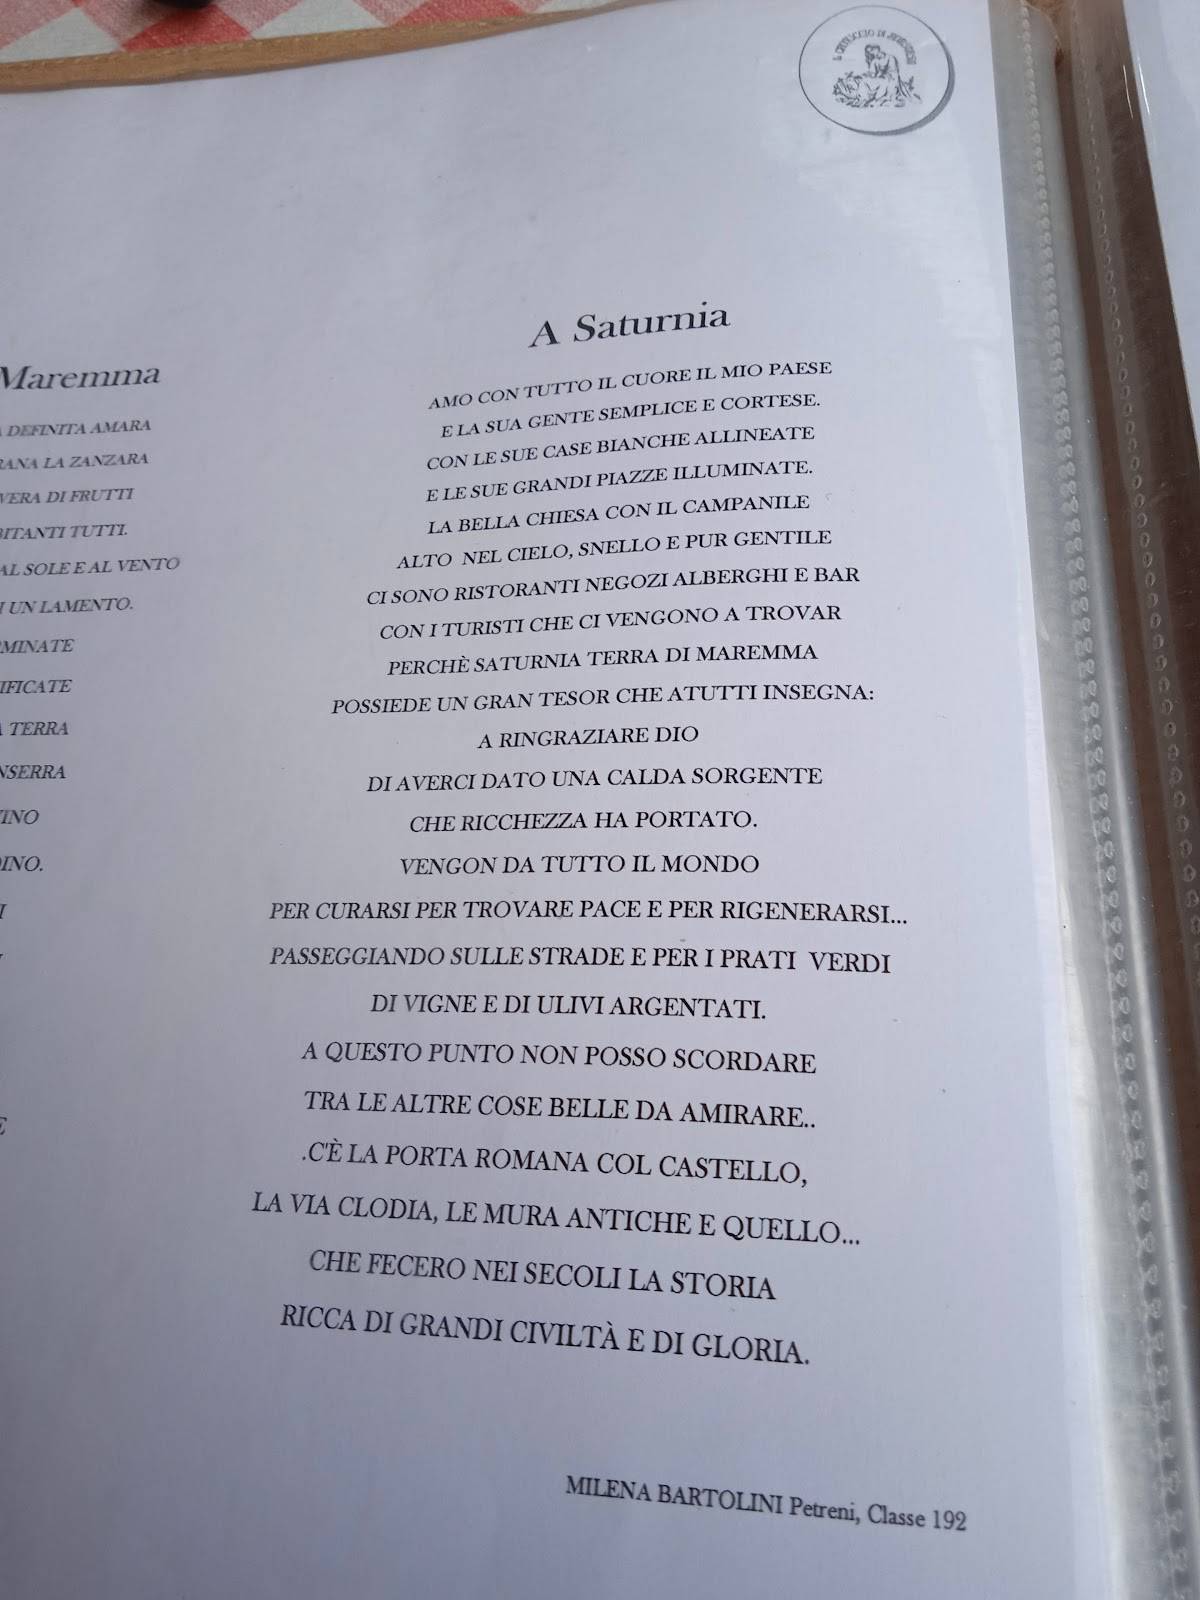 Maremma
DEFINITA AMARA
LA ZANZARA
DI FRUTTI
TUTTI.
AL SOLE E AL VENTO
UN LAMENTO.
TERRA
A Saturnia
AMO CON TUTTO IL CUORE IL MIO PAESE
E LA SUA GENTE SEMPLICE E CORTESE.
CON LE SUE CASE BIANCHE ALLINEATE
E LE SUE GRANDI PIAZZE ILLUMINATE.
LA BELLA CHIESA CON IL CAMPANILE
ALTO NEL CIELO, SNELLO E PUR GENTILE
CI SONO RISTORANTI NEGOZI ALBERGHI E BAR
CON I TURISTI CHE CI VENGONO A TROVAR
PERCHÈ SATURNIA TERRA DI MAREMMA
POSSIEDE UN GRAN TESOR CHE ATUTTI INSEGNA:
A RINGRAZIARE DIO
DI AVERCI DATO UNA CALDA SORGENTE
CHE RICCHEZZA HA PORTATO.
VENGON DA TUTTO IL MONDO
PER CURARSI PER TROVARE PACE E PER RIGENERARSI...
PASSEGGIANDO SULLE STRADE E PER I PRATI VERDI
DI VIGNE E DI ULIVI ARGENTATI.
A QUESTO PUNTO NON POSSO SCORDARE
TRA LE ALTRE COSE BELLE DA AMIRARE..
.C'È LA PORTA ROMANA COL CASTELLO,
LA VIA CLODIA, LE MURA ANTICHE E QUELLO...
CHE FECERO NEI SECOLI LA STORIA
RICCA DI GRANDI CIVILTÀ E DI GLORIA.
MILENA BARTOLINI Petreni, Classe 192